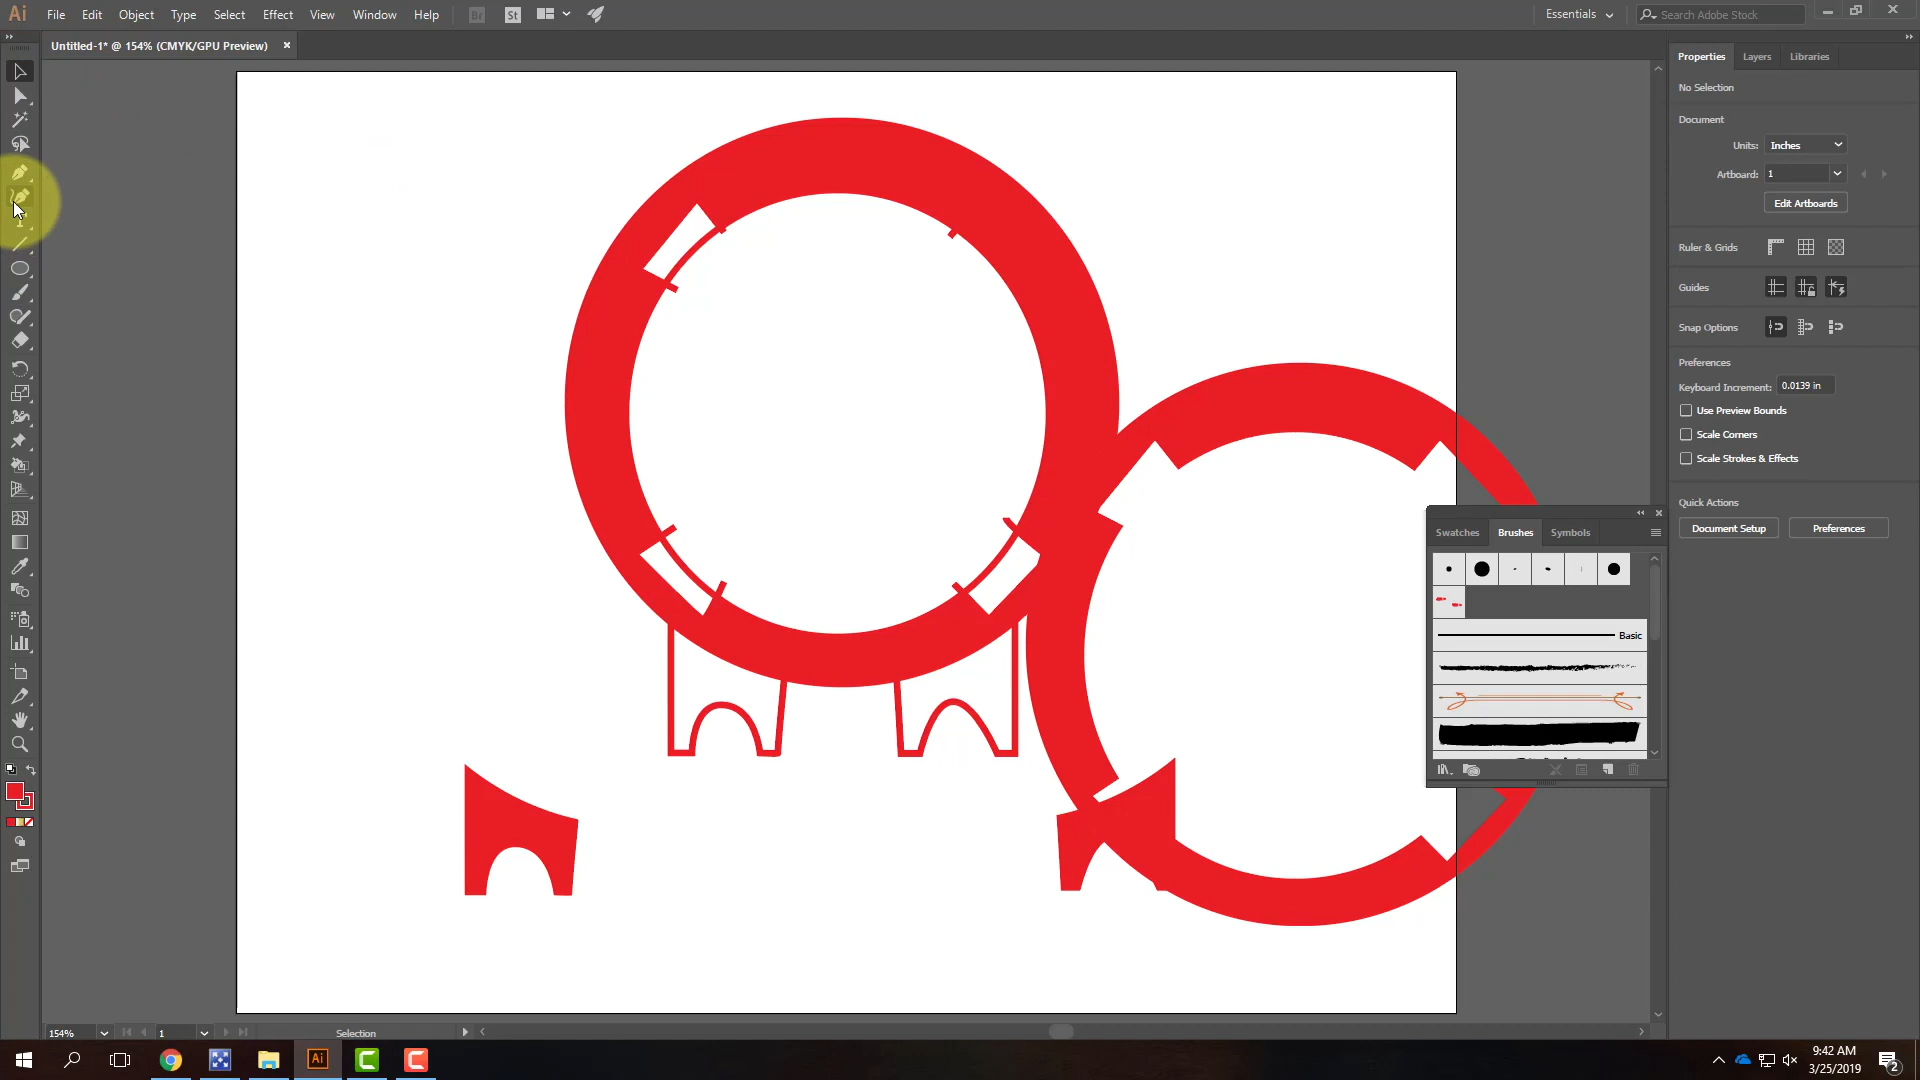 Ai File Edit Object Type Select Effect View Window Help Br St Essentials Search Adobe Stock
Untitled-1* @ 154% (CMYK/GPU Preview) ×
Properties Layers Libraries
No Selection
Document
Units: Inches
Artboard: 1
Edit Artboards
Ruler & Grids
Guides
Snap Options
Preferences
Keyboard Increment: 0.0139 in
Use Preview Bounds
Scale Corners
Scale Strokes & Effects
Quick Actions
Document Setup Preferences
Swatches Brushes Symbols
Basic
154% 1 Selection
Ai
9:42 AM
3/25/2019
2